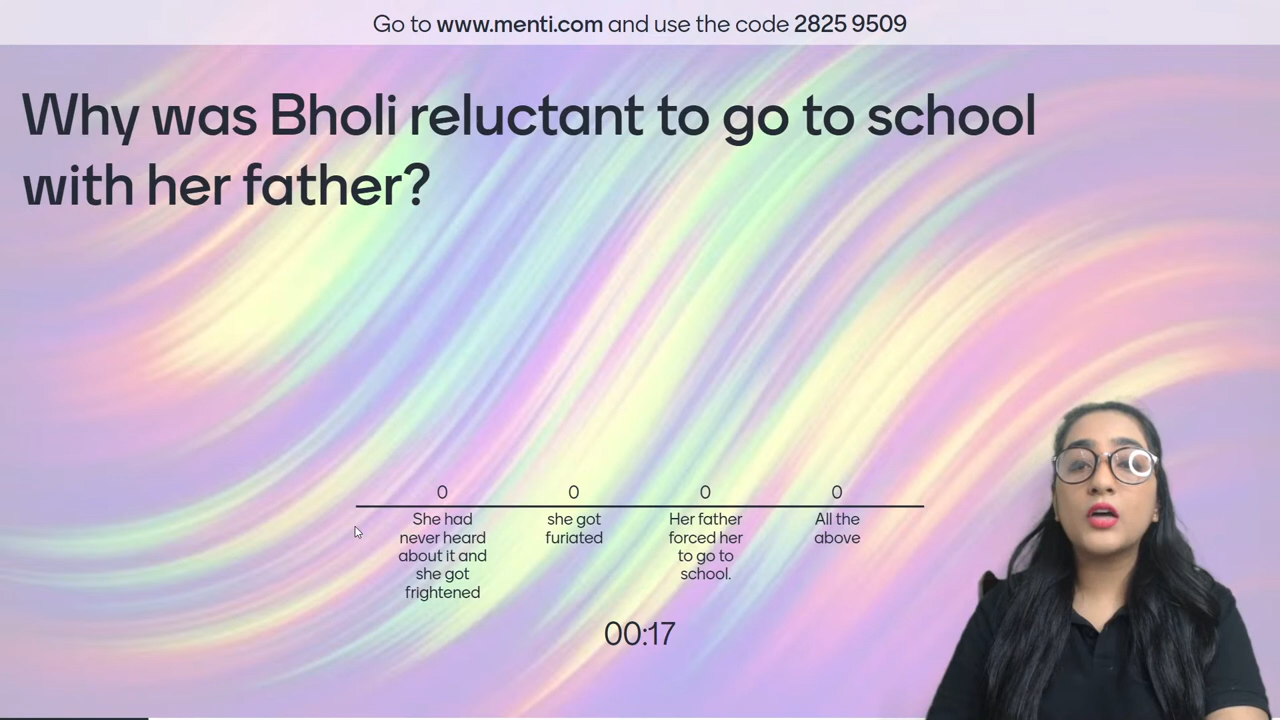 Go to www.menti.com and use the code 2825 9509
Why was Bholi reluctant to go to school
with her father?
0
0
0
0
She had
never heard
about it and
she got
frightened
she got
furiated
Her father
forced her
to go to
school.
All the
above
00:17